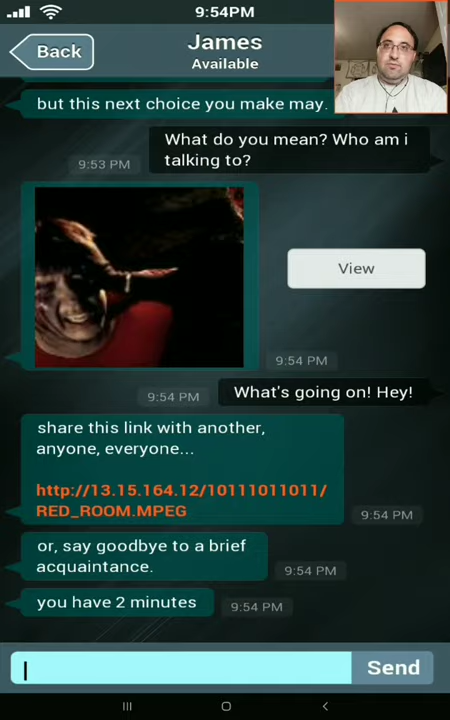 9:54PM
Back
James
Available
but this next choice you make may.
What do you mean? Who am i
talking to?
9:53 PM
View
9:54 PM
What's going on! Hey!
9:54 PM
share this link with another,
anyone, everyone...
http://13.15.164.12/10111011011/
RED_ROOM.MPEG
9:54 PM
or, say goodbye to a brief
acquaintance.
9:54 PM
you have 2 minutes
9:54 PM
Send